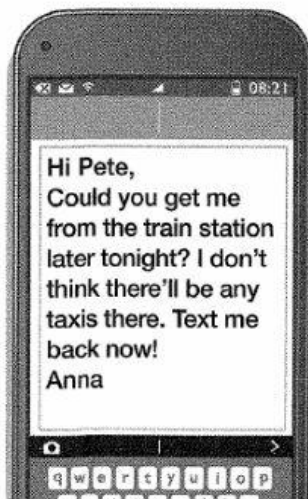 08:21
Hi Pete,
Could you get me
from the train station
later tonight? I don't
think there'll be any
taxis there. Text me
back now!
Anna
q w e r t y u i o p